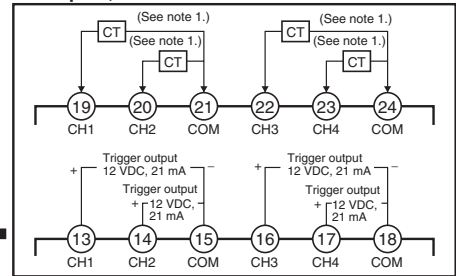 (See note 1.) (See note 1.)
CT (See note 1.) CT (See note 1.)
CT CT
19 20 21 22 23 24
CH1 CH2 COM CH3 CH4 COM
Trigger output Trigger output
+ 12 VDC, 21 mA − + 12 VDC, 21 mA −
Trigger output Trigger output
+ 12 VDC, − + 12 VDC, −
21 mA 21 mA
13 14 15 16 17 18
CH1 CH2 COM CH3 CH4 COM